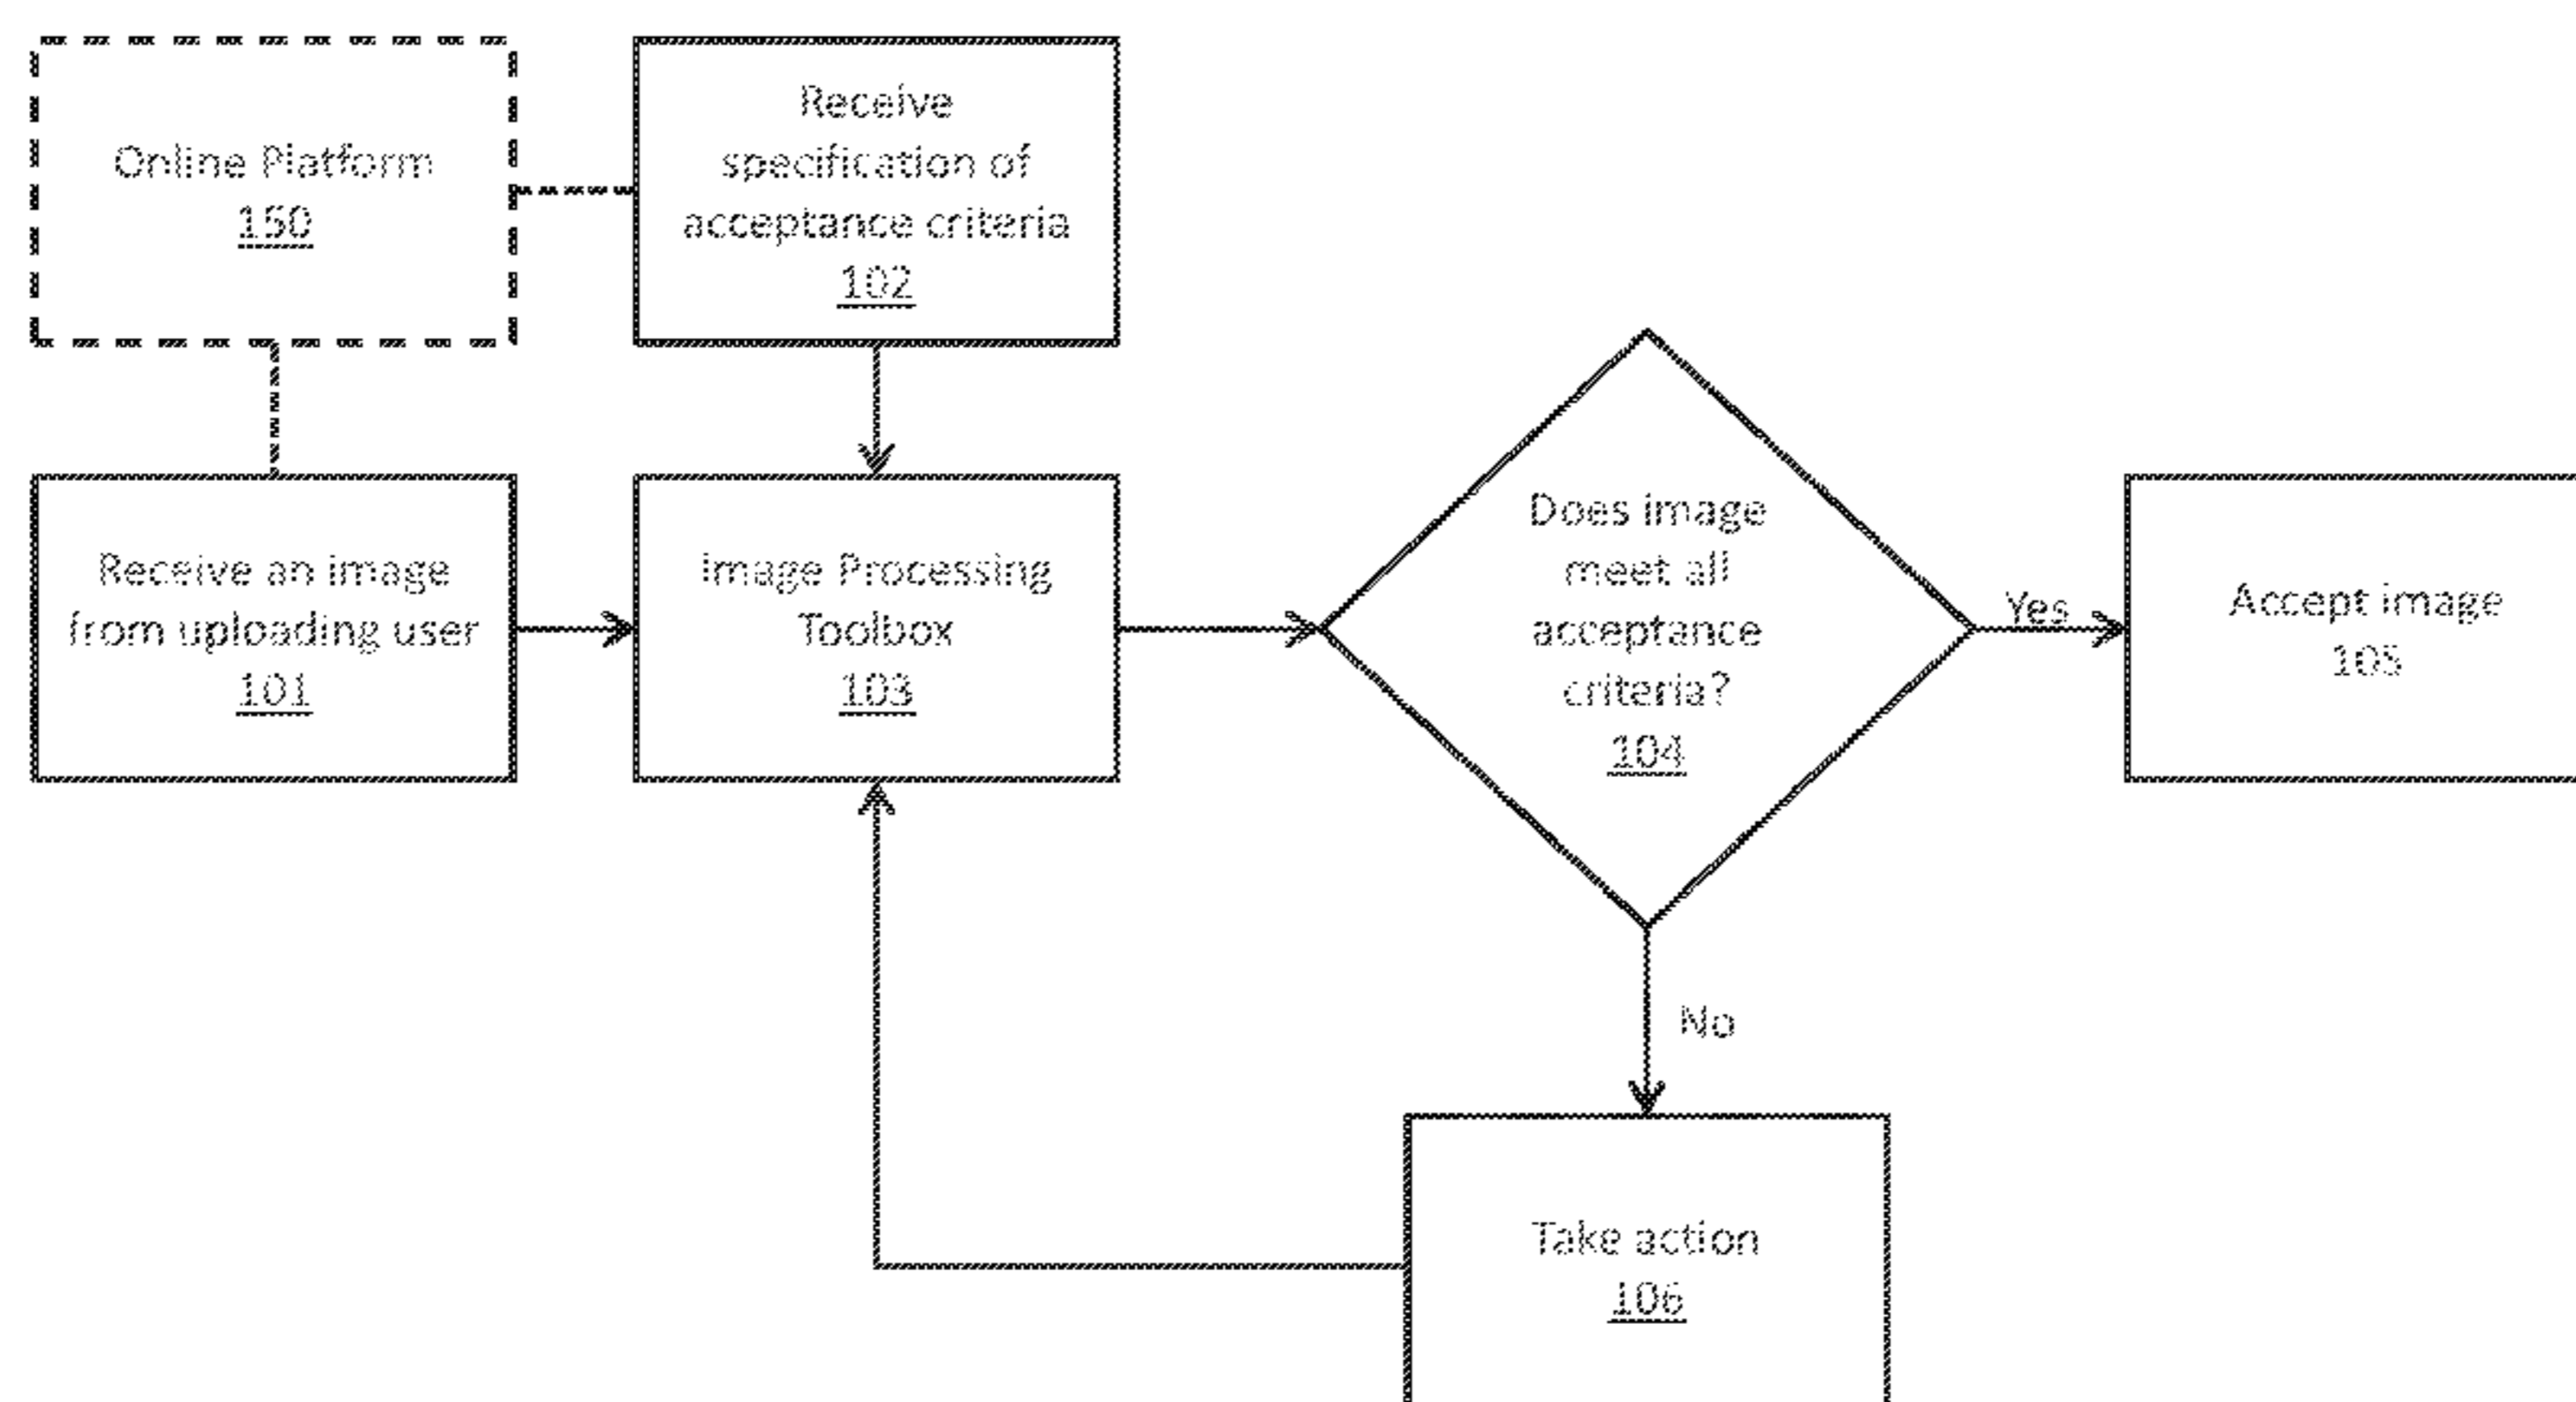 Online Platform
150
Receive
specification of
acceptance criteria
102
Receive an image
from uploading user
101
Image Processing
Toolbox
103
Does image
meet all
acceptance
criteria?
104
Yes
Accept image
105
No
Take action
106